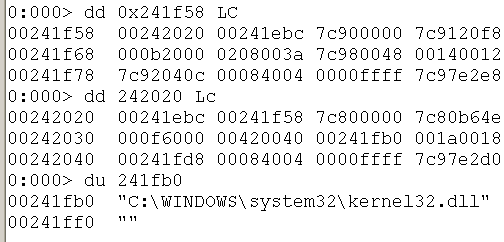 0:000> dd 0x241f58 LC
00241f58  00242020 00241ebc 7c900000 7c9120f8
00241f68  000b2000 0208003a 7c980048 00140012
00241f78  7c92040c 00084004 0000ffff 7c97e2e8
0:000> dd 242020 Lc
00242020  00241ebc 00241f58 7c800000 7c80b64e
00242030  000f6000 00420040 00241fb0 001a0018
00242040  00241fd8 00084004 0000ffff 7c97e2d0
0:000> du 241fb0
00241fb0  "C:\WINDOWS\system32\kernel32.dll"
00241ff0  ""